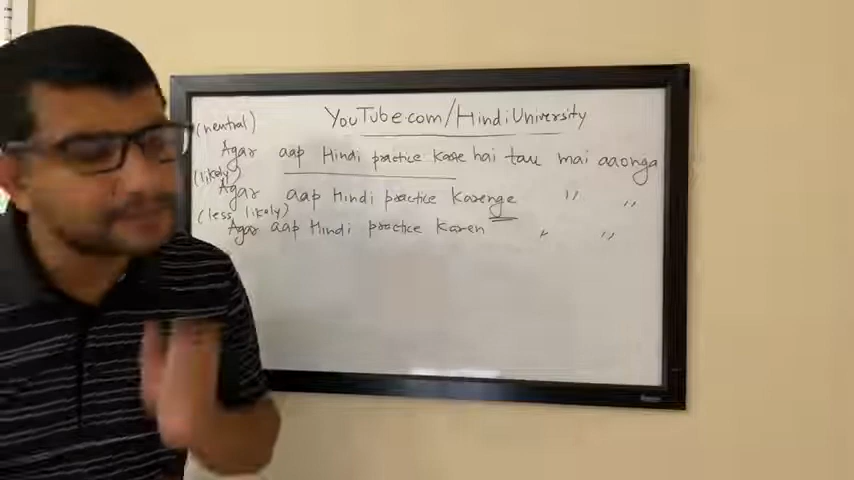 YouTube.com/HindiUniversity
(neutral)
Agar aap Hindi practice kare hai tau mai aaonga
(likely)
Agar aap Hindi practice Karenge " "
(less likely)
Agar aap Hindi practice Karen " "